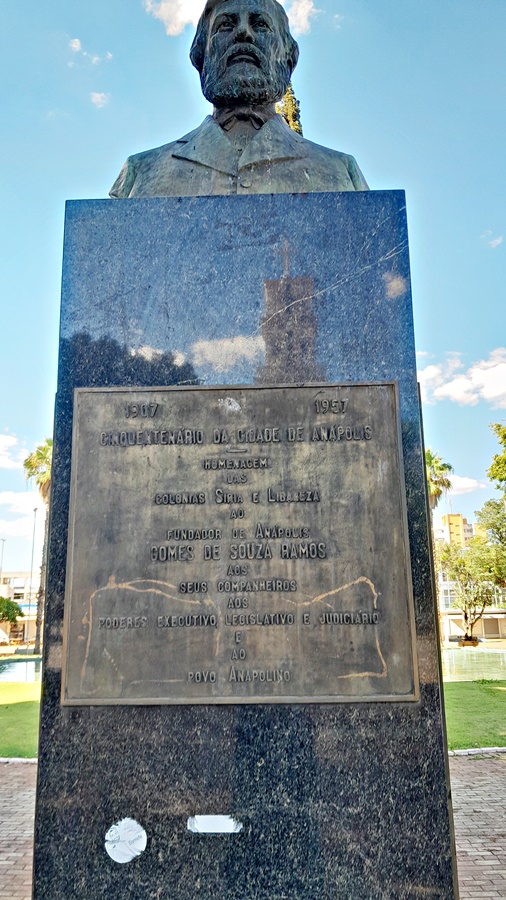 1907 1957
CINQUENTENÁRIO DA CIDADE DE ANÁPOLIS
HOMENAGEM
DAS
COLONIAS SÍRIA E LIBANEZA
AO
FUNDADOR DE ANÁPOLIS
GOMES DE SOUZA RAMOS
AOS
SEUS COMPANHEIROS
AOS
PODERES EXECUTIVO LEGISLATIVO E JUDICIÁRIO
E
AO
POVO ANAPOLINO